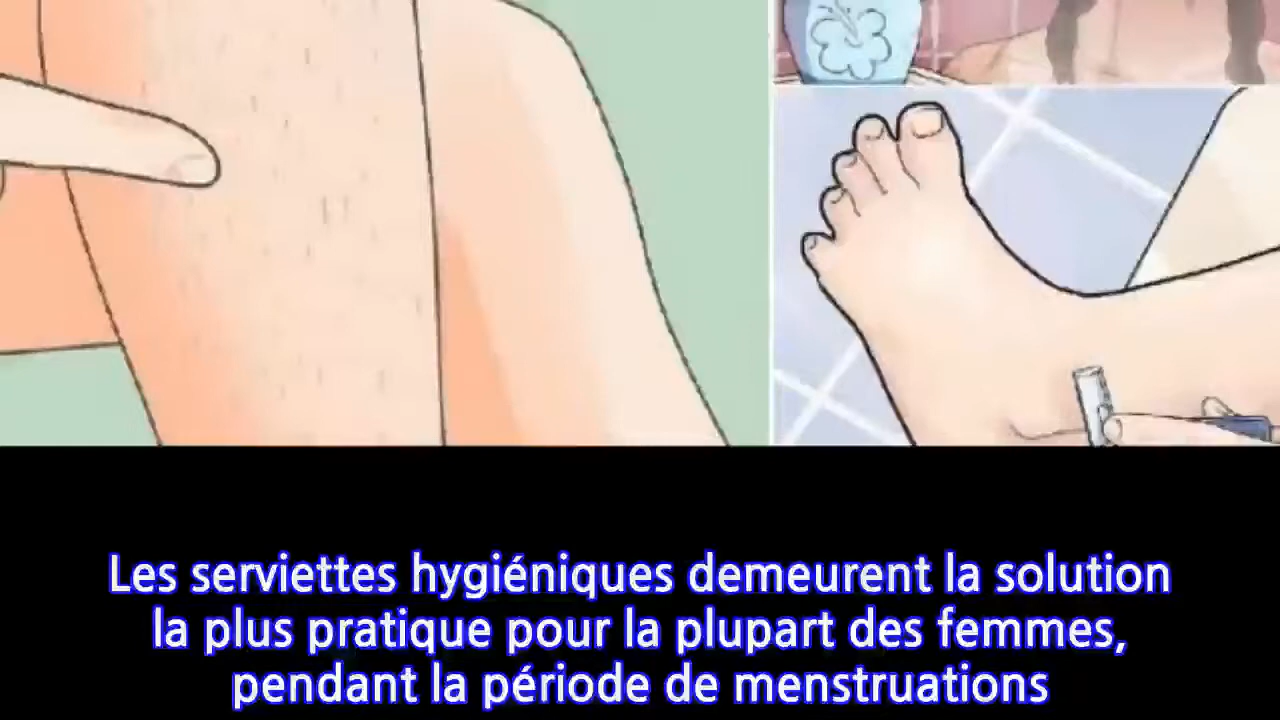 Les serviettes hygiéniques demeurent la solution
la plus pratique pour la plupart des femmes,
pendant la période de menstruations